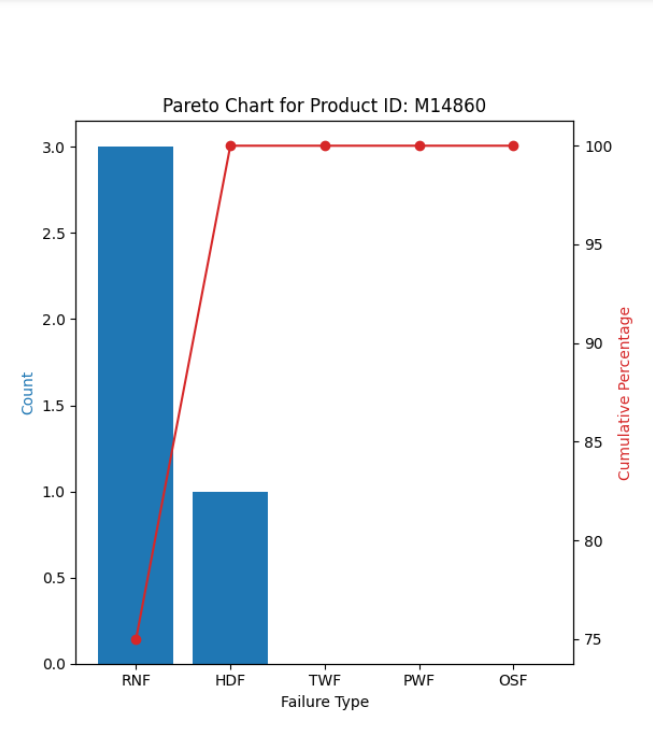 Pareto Chart for Product ID: M14860
3.0
2.5
2.0
1.5
1.0
0.5
0.0
Count
100
95
90
85
80
75
Cumulative Percentage
RNF HDF TWF PWF OSF
Failure Type